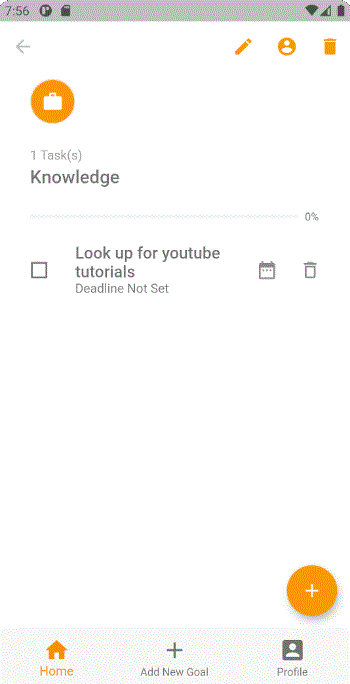 7:56
1 Task(s)
Knowledge
0%
Look up for youtube
tutorials
Deadline Not Set
Home
Add New Goal
Profile